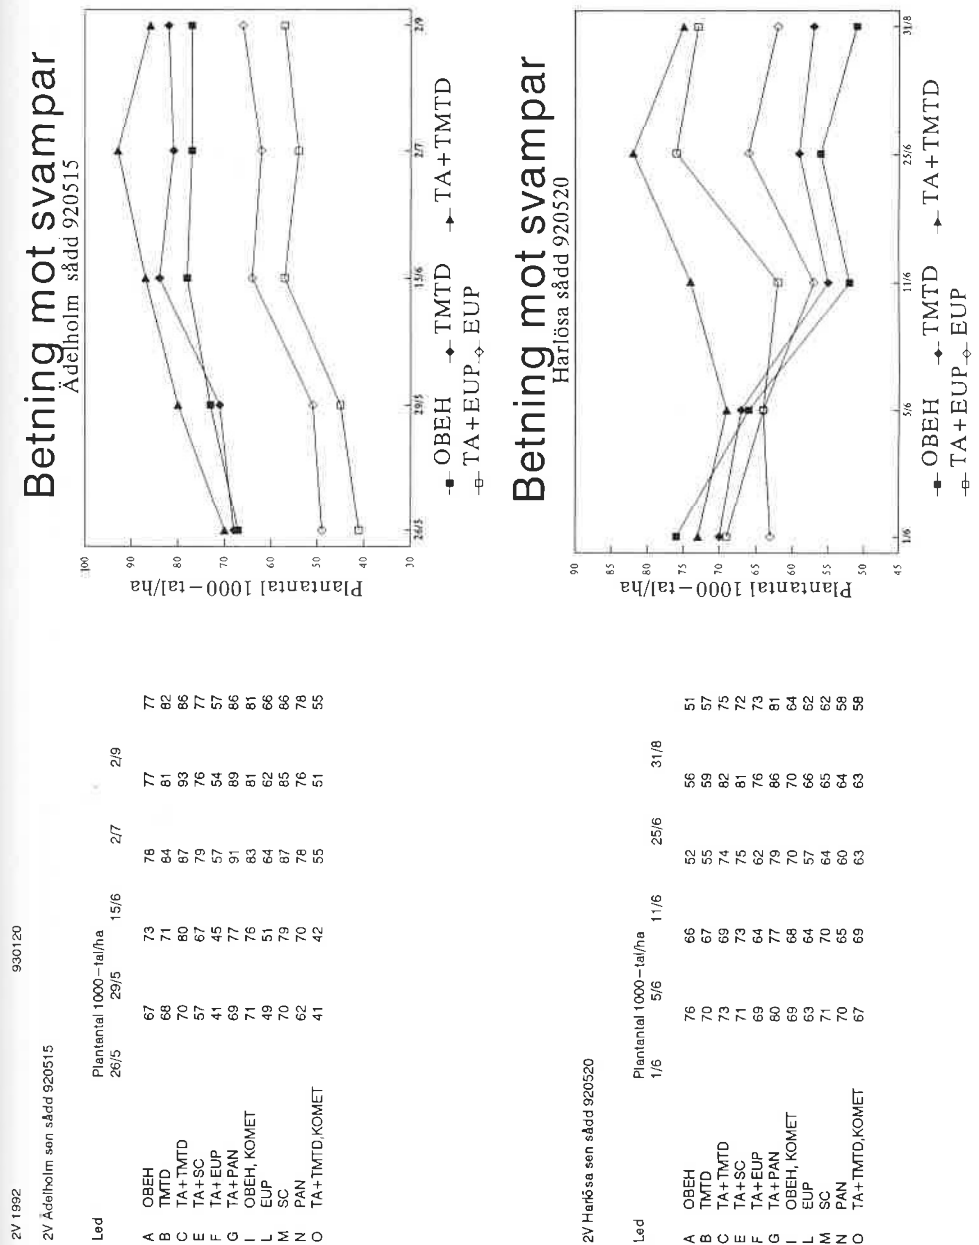 2V 1992 930120
2V Ädelholm sen sådd 920515
Led Plantantal 1000-tal/ha
26/5 29/5 15/6 2/7 2/9
A OBEH 67 73 78 77 77
B TMTD 68 71 84 81 82
C TA+TMTD 70 80 87 93 86
E TA+SC 57 67 79 76 77
F TA+EUP 41 45 57 54 57
G TA+PAN 69 77 91 89 86
I OBEH, KOMET 71 76 83 81 81
L EUP 49 51 64 62 66
M SC 70 79 87 85 86
N PAN 62 70 78 76 78
O TA+TMTD,KOMET 41 42 55 51 55
Betning mot svampar
Ädelholm sådd 920515
Plantantal 1000-tal/ha
100
90
80
70
60
50
40
30
26/5 29/5 15/6 2/7 2/9
OBEH TMTD TA+TMTD
TA+EUP EUP
2V Harlösa sen sådd 920520
Led Plantantal 1000-tal/ha
1/6 5/6 11/6 25/6 31/8
A OBEH 76 66 52 56 51
B TMTD 70 67 55 59 57
C TA+TMTD 73 69 74 82 75
E TA+SC 71 73 75 81 72
F TA+EUP 69 64 62 76 73
G TA+PAN 80 77 79 86 81
I OBEH, KOMET 69 68 70 70 64
L EUP 63 64 57 66 62
M SC 71 70 64 65 62
N PAN 70 65 60 64 58
O TA+TMTD,KOMET 67 69 63 63 58
Betning mot svampar
Harlösa sådd 920520
Plantantal 1000-tal/ha
90
85
80
75
70
65
60
55
50
45
1/6 5/6 11/6 25/6 31/8
OBEH TMTD TA+TMTD
TA+EUP EUP